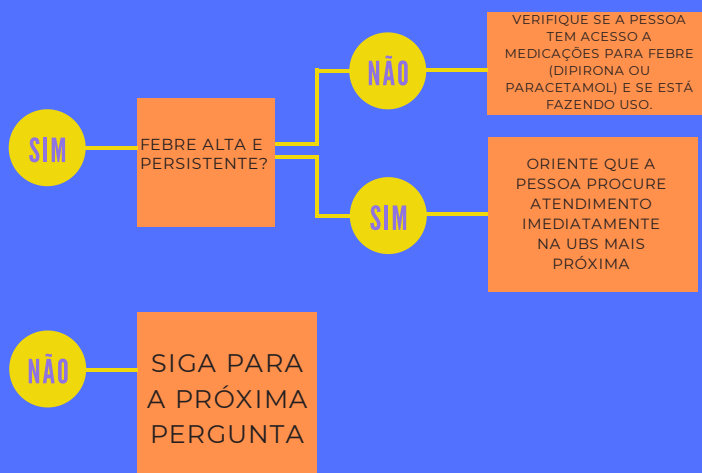 SIM
FEBRE ALTA E
PERSISTENTE?
NÃO
VERIFIQUE SE A PESSOA
TEM ACESSO A
MEDICAÇÕES PARA FEBRE
(DIPIRONA OU
PARACETAMOL) E SE ESTÁ
FAZENDO USO.
SIM
ORIENTE QUE A
PESSOA PROCURE
ATENDIMENTO
IMEDIATAMENTE
NA UBS MAIS
PRÓXIMA
NÃO
SIGA PARA
A PRÓXIMA
PERGUNTA